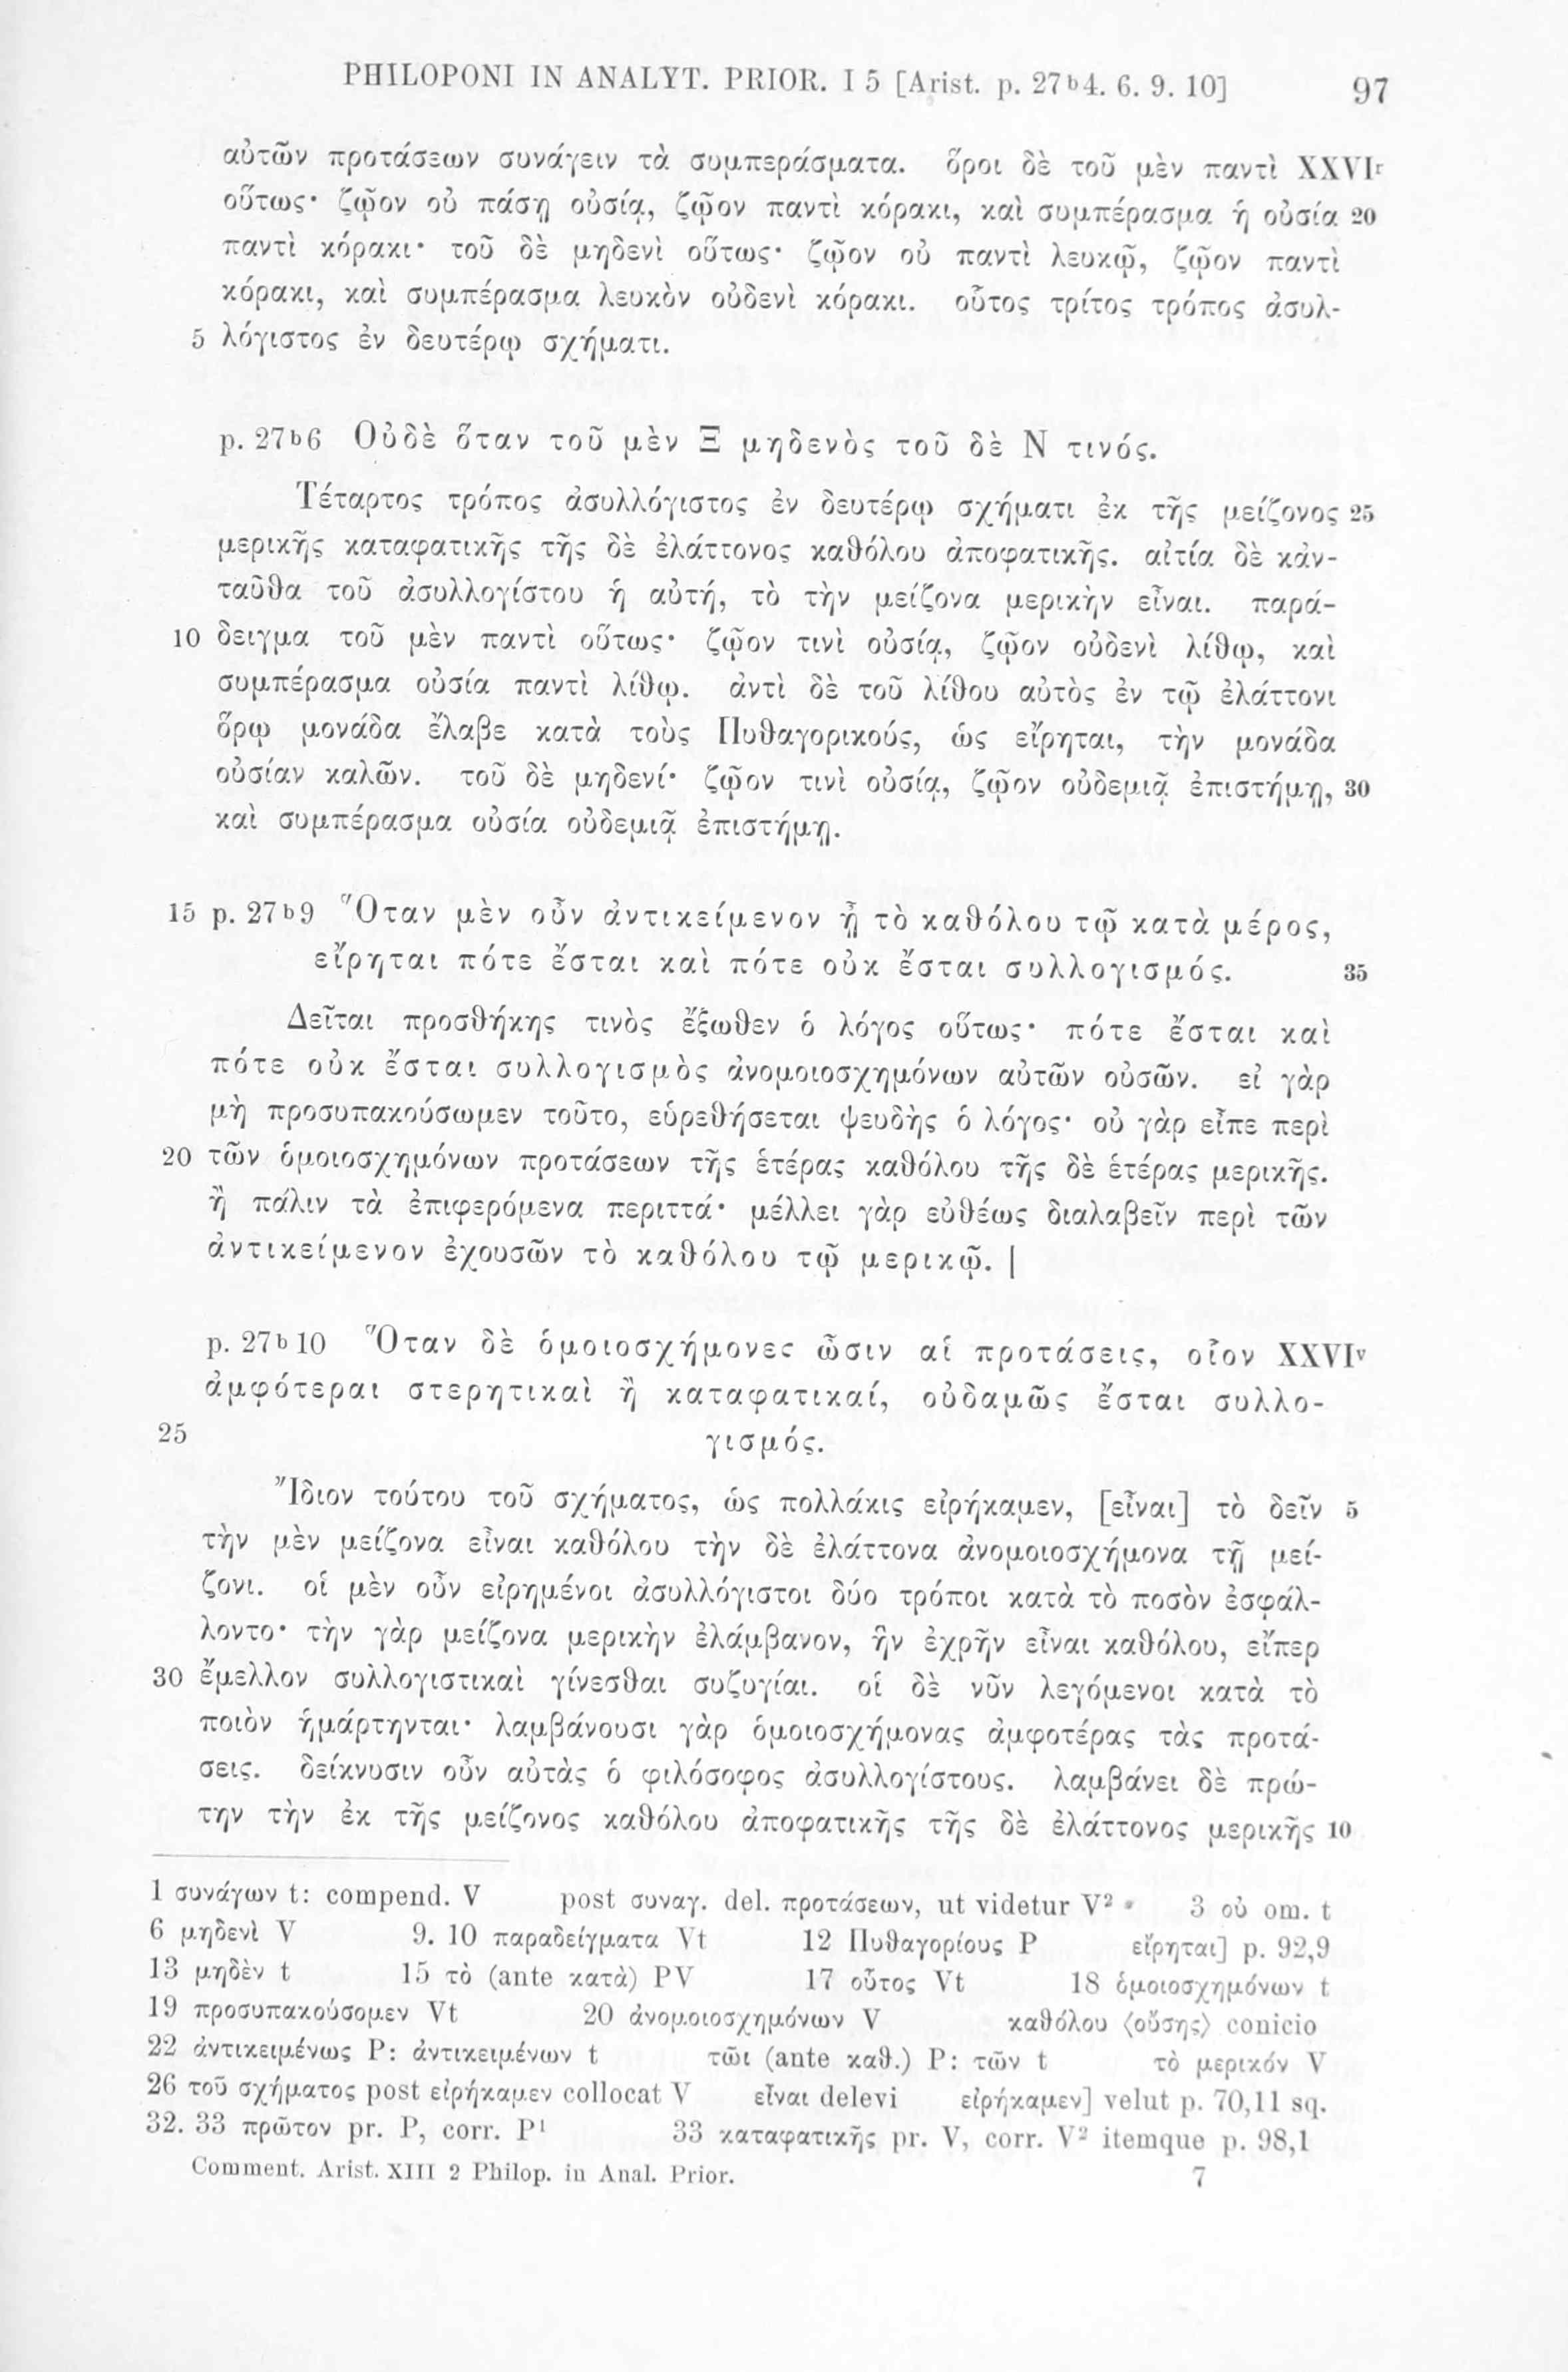 PHILOPONI IN ANALYT. PRIOR. I 5 [Arist. p. 27b4. 6. 9. 10] 97
αὐτῶν προτάσεων συνάγειν τὰ συμπεράσματα. ὅροι δὲ τοῦ μὲν παντὶ XXVIr
οὕτως· ζῷον οὐ πάσῃ οὐσίᾳ, ζῷον παντὶ κόρακι, καὶ συμπέρασμα ἡ οὐσία 20
παντὶ κόρακι· τοῦ δὲ μηδενὶ οὕτως· ζῷον οὐ παντὶ λευκῷ, ζῷον παντὶ
κόρακι, καὶ συμπέρασμα λευκὸν οὐδενὶ κόρακι. οὗτος τρίτος τρόπος ἀσυλ-
5 λόγιστος ἐν δευτέρῳ σχήματι.
p. 27b6 Οὐδὲ ὅταν τοῦ μὲν Ξ μηδενὸς τοῦ δὲ Ν τινός.
Τέταρτος τρόπος ἀσυλλόγιστος ἐν δευτέρῳ σχήματι ἐκ τῆς μείζονος 25
μερικῆς καταφατικῆς τῆς δὲ ἐλάττονος καθόλου ἀποφατικῆς. αἰτία δὲ κἀν-
ταῦθα τοῦ ἀσυλλογίστου ἡ αὐτή, τὸ τὴν μείζονα μερικὴν εἶναι. παρά-
10 δειγμα τοῦ μὲν παντὶ οὕτως· ζῷον τινὶ οὐσίᾳ, ζῷον οὐδενὶ λίθῳ, καὶ
συμπέρασμα οὐσία παντὶ λίθῳ. ἀντὶ δὲ τοῦ λίθου αὐτὸς ἐν τῷ ἐλάττονι
ὅρῳ μονάδα ἔλαβε κατὰ τοὺς Πυθαγορικούς, ὡς εἴρηται, τὴν μονάδα
οὐσίαν καλῶν. τοῦ δὲ μηδενί· ζῷον τινὶ οὐσίᾳ, ζῷον οὐδεμιᾷ ἐπιστήμῃ, 30
καὶ συμπέρασμα οὐσία οὐδεμιᾷ ἐπιστήμῃ.
15 p. 27b9 Ὅταν μὲν οὖν ἀντικείμενον ᾖ τὸ καθόλου τῷ κατὰ μέρος,
εἴρηται πότε ἔσται καὶ πότε οὐκ ἔσται συλλογισμός. 35
Δεῖται προσθήκης τινὸς ἔξωθεν ὁ λόγος οὕτως· πότε ἔσται καὶ
πότε οὐκ ἔσται συλλογισμὸς ἀνομοιοσχημόνων αὐτῶν οὐσῶν. εἰ γὰρ
μὴ προσυπακούσωμεν τοῦτο, εὑρεθήσεται ψευδὴς ὁ λόγος· οὐ γὰρ εἶπε περὶ
20 τῶν ὁμοιοσχημόνων προτάσεων τῆς ἑτέρας καθόλου τῆς δὲ ἑτέρας μερικῆς.
ἢ πάλιν τὰ ἐπιφερόμενα περιττά· μέλλει γὰρ εὐθέως διαλαβεῖν περὶ τῶν
ἀντικείμενον ἐχουσῶν τὸ καθόλου τῷ μερικῷ. |
p. 27b10 Ὅταν δὲ ὁμοιοσχήμονες ὦσιν αἱ προτάσεις, οἷον XXVIv
ἀμφότεραι στερητικαὶ ἢ καταφατικαί, οὐδαμῶς ἔσται συλλο-
25 γισμός.
Ἴδιον τούτου τοῦ σχήματος, ὡς πολλάκις εἰρήκαμεν, [εἶναι] τὸ δεῖν 5
τὴν μὲν μείζονα εἶναι καθόλου τὴν δὲ ἐλάττονα ἀνομοιοσχήμονα τῇ μεί-
ζονι. οἱ μὲν οὖν εἰρημένοι ἀσυλλόγιστοι δύο τρόποι κατὰ τὸ ποσὸν ἐσφάλ-
λοντο· τὴν γὰρ μείζονα μερικὴν ἐλάμβανον, ἣν ἐχρῆν εἶναι καθόλου, εἴπερ
30 ἔμελλον συλλογιστικαὶ γίνεσθαι συζυγίαι. οἱ δὲ νῦν λεγόμενοι κατὰ τὸ
ποιὸν ἡμάρτηνται· λαμβάνουσι γὰρ ὁμοιοσχήμονας ἀμφοτέρας τὰς προτά-
σεις. δείκνυσιν οὖν αὐτὰς ὁ φιλόσοφος ἀσυλλογίστους. λαμβάνει δὲ πρώ-
την τὴν ἐκ τῆς μείζονος καθόλου ἀποφατικῆς τῆς δὲ ἐλάττονος μερικῆς 10
1 συνάγων t: compend. V post συναγ. del. προτάσεων, ut videtur V2 3 οὐ om. t
6 μηδενὶ V 9. 10 παραδείγματα Vt 12 Πυθαγορίους P εἴρηται] p. 92,9
13 μηδὲν t 15 τὸ (ante κατὰ) PV 17 οὗτος Vt 18 ὁμοιοσχημόνων t
19 προσυπακούσομεν Vt 20 ἀνομοιοσχημόνων V καθόλου ⟨οὔσης⟩ conicio
22 ἀντικειμένως P: ἀντικειμένων t τῶι (ante καθ.) P: τῶν t τὸ μερικόν V
26 τοῦ σχήματος post εἰρήκαμεν collocat V εἶναι delevi εἰρήκαμεν] velut p. 70,11 sq.
32. 33 πρῶτον pr. P, corr. P1 33 καταφατικῆς pr. V, corr. V2 itemque p. 98,1
Comment. Arist. XIII 2 Philop. in Anal. Prior. 7